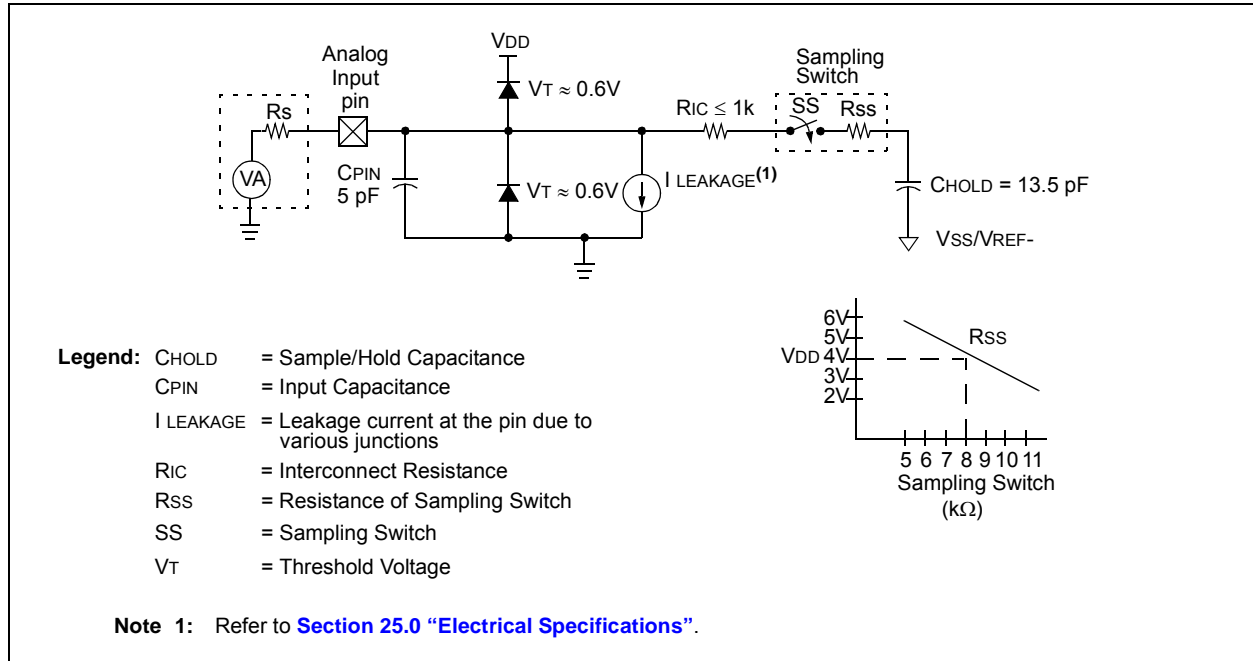 VDD
Analog
Input
pin
Sampling
Switch
VT ≈ 0.6V
Rs
RIC ≤ 1k
SS
Rss
VA
CPIN
5 pF
VT ≈ 0.6V
I LEAKAGE(1)
CHOLD = 13.5 pF
VSS/VREF-
6V
5V
VDD 4V
3V
2V
RSS
5 6 7 8 9 10 11
Sampling Switch
(kΩ)
Legend: CHOLD = Sample/Hold Capacitance
CPIN = Input Capacitance
I LEAKAGE = Leakage current at the pin due to
various junctions
RIC = Interconnect Resistance
RSS = Resistance of Sampling Switch
SS = Sampling Switch
VT = Threshold Voltage
Note 1: Refer to Section 25.0 “Electrical Specifications”.